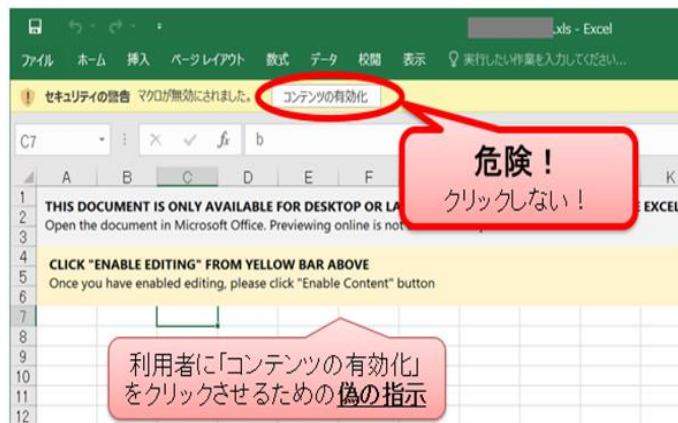 .xls - Excel
ファイル ホーム 挿入 ページ レイアウト 数式 データ 校閲 表示 実行したい作業を入力してください...
! セキュリティの警告 マクロが無効にされました。 コンテンツの有効化
C7 fx b
危険！
クリックしない！
A B C D E F K
1
THIS DOCUMENT IS ONLY AVAILABLE FOR DESKTOP OR LA E EXCEL
2
Open the document in Microsoft Office. Previewing online is not
3
4
CLICK "ENABLE EDITING" FROM YELLOW BAR ABOVE
5
Once you have enabled editing, please click "Enable Content" button
6
7
8
9
10
11
12
利用者に「コンテンツの有効化」
をクリックさせるための偽の指示